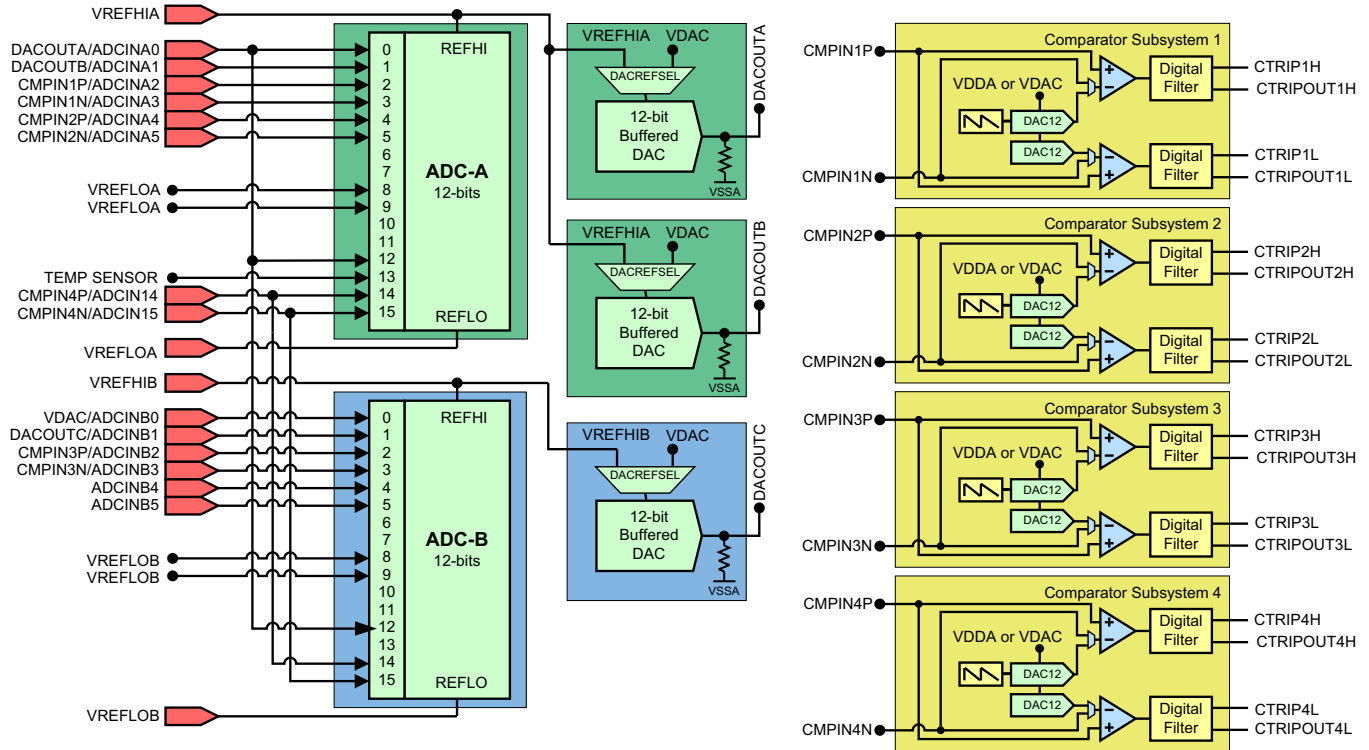 VREFHIA
DACOUTA/ADCINA0
DACOUTB/ADCINA1
CMPIN1P/ADCINA2
CMPIN1N/ADCINA3
CMPIN2P/ADCINA4
CMPIN2N/ADCINA5
VREFLOA
VREFLOA
TEMP SENSOR
CMPIN4P/ADCIN14
CMPIN4N/ADCIN15
VREFLOA
REFHI
0
1
2
3
4
5
6
7
8
9
10
11
12
13
14
15
ADC-A
12-bits
REFLO
VREFHIB
VDAC/ADCINB0
DACOUTC/ADCINB1
CMPIN3P/ADCINB2
CMPIN3N/ADCINB3
ADCINB4
ADCINB5
VREFLOB
VREFLOB
VREFLOB
REFHI
0
1
2
3
4
5
6
7
8
9
10
11
12
13
14
15
ADC-B
12-bits
REFLO
VREFHIA
VDAC
DACREFSEL
12-bit
Buffered
DAC
VSSA
DACOUTA
VREFHIA
VDAC
DACREFSEL
12-bit
Buffered
DAC
VSSA
DACOUTB
VREFHIB
VDAC
DACREFSEL
12-bit
Buffered
DAC
VSSA
DACOUTC
Comparator Subsystem 1
CMPIN1P
VDDA or VDAC
DAC12
DAC12
CMPIN1N
Digital
Filter
CTRIP1H
CTRIPOUT1H
Digital
Filter
CTRIP1L
CTRIPOUT1L
Comparator Subsystem 2
CMPIN2P
VDDA or VDAC
DAC12
DAC12
CMPIN2N
Digital
Filter
CTRIP2H
CTRIPOUT2H
Digital
Filter
CTRIP2L
CTRIPOUT2L
Comparator Subsystem 3
CMPIN3P
VDDA or VDAC
DAC12
DAC12
CMPIN3N
Digital
Filter
CTRIP3H
CTRIPOUT3H
Digital
Filter
CTRIP3L
CTRIPOUT3L
Comparator Subsystem 4
CMPIN4P
VDDA or VDAC
DAC12
DAC12
CMPIN4N
Digital
Filter
CTRIP4H
CTRIPOUT4H
Digital
Filter
CTRIP4L
CTRIPOUT4L